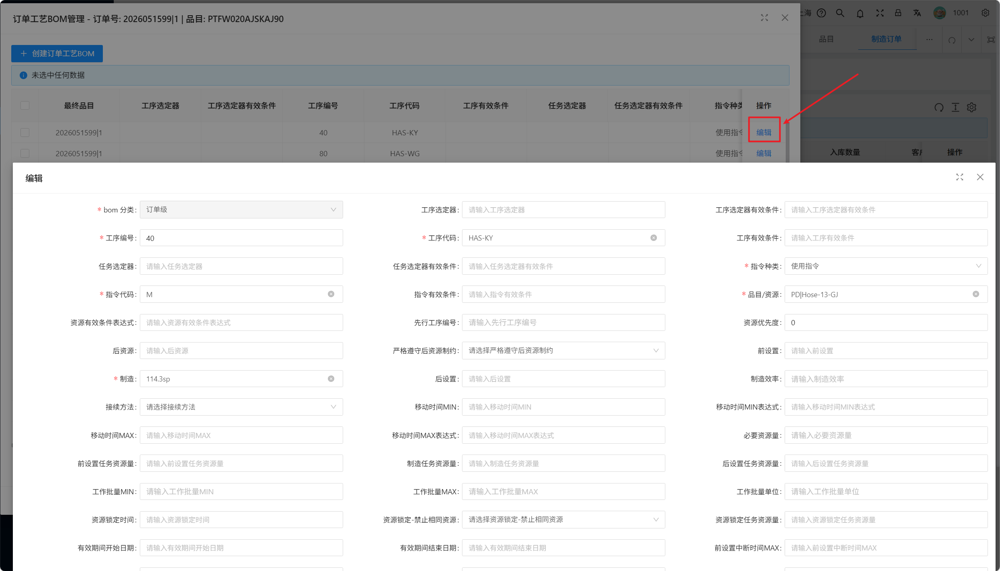 订单工艺BOM管理 - 订单号: 2026051599|1 | 品目: PTFW020AJSKAJ90
海
1001
品目
制造订单
创建订单工艺BOM
未选中任何数据
最终品目 工序选定器 工序选定器有效条件 工序编号 工序代码 工序有效条件 任务选定器 任务选定器有效条件 指令种类 操作
2026051599|1 40 HAS-KY 使用指令 编辑
2026051599|1 80 HAS-WG 使用指令 编辑
入库数量 客户 操作
编辑
* bom 分类: 订单级
工序选定器: 请输入工序选定器
工序选定器有效条件: 请输入工序选定器有效条件
* 工序编号: 40
* 工序代码: HAS-KY
工序有效条件: 请输入工序有效条件
任务选定器: 请输入任务选定器
任务选定器有效条件: 请输入任务选定器有效条件
* 指令种类: 使用指令
* 指令代码: M
指令有效条件: 请输入指令有效条件
* 品目/资源: PD|Hose-13-GJ
资源有效条件表达式: 请输入资源有效条件表达式
先行工序编号: 请输入先行工序编号
资源优先度: 0
后资源: 请输入后资源
严格遵守后资源制约: 请选择严格遵守后资源制约
前设置: 请输入前设置
* 制造: 114.3sp
后设置: 请输入后设置
制造效率: 请输入制造效率
接续方法: 请选择接续方法
移动时间MIN: 请输入移动时间MIN
移动时间MIN表达式: 请输入移动时间MIN表达式
移动时间MAX: 请输入移动时间MAX
移动时间MAX表达式: 请输入移动时间MAX表达式
必要资源量: 请输入必要资源量
前设置任务资源量: 请输入前设置任务资源量
制造任务资源量: 请输入制造任务资源量
后设置任务资源量: 请输入后设置任务资源量
工作批量MIN: 请输入工作批量MIN
工作批量MAX: 请输入工作批量MAX
工作批量单位: 请输入工作批量单位
资源锁定时间: 请输入资源锁定时间
资源锁定-禁止相同资源: 请选择资源锁定-禁止相同资源
资源锁定任务资源量: 请输入资源锁定任务资源量
有效期间开始日期: 请输入有效期间开始日期
有效期间结束日期: 请输入有效期间结束日期
前设置中断时间MAX: 请输入前设置中断时间MAX